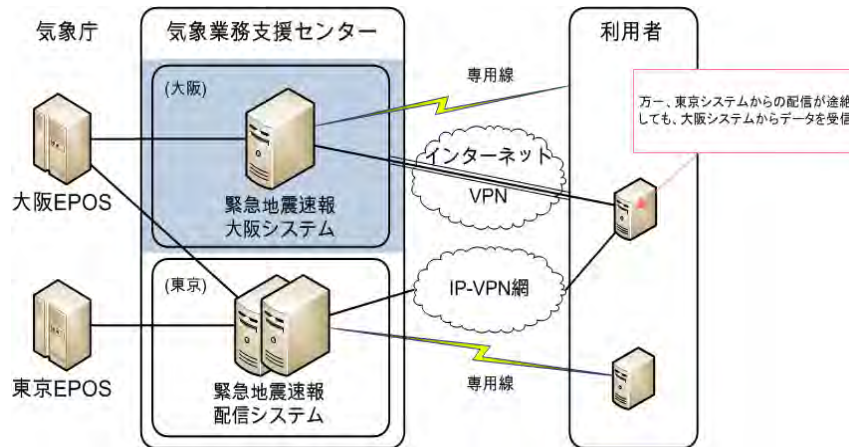 気象庁
気象業務支援センター
利用者
(大阪)
専用線
万一、東京システムからの配信が途絶
しても、大阪システムからデータを受信
インターネット
VPN
大阪EPOS
緊急地震速報
大阪システム
(東京)
IP-VPN網
東京EPOS
緊急地震速報
配信システム
専用線